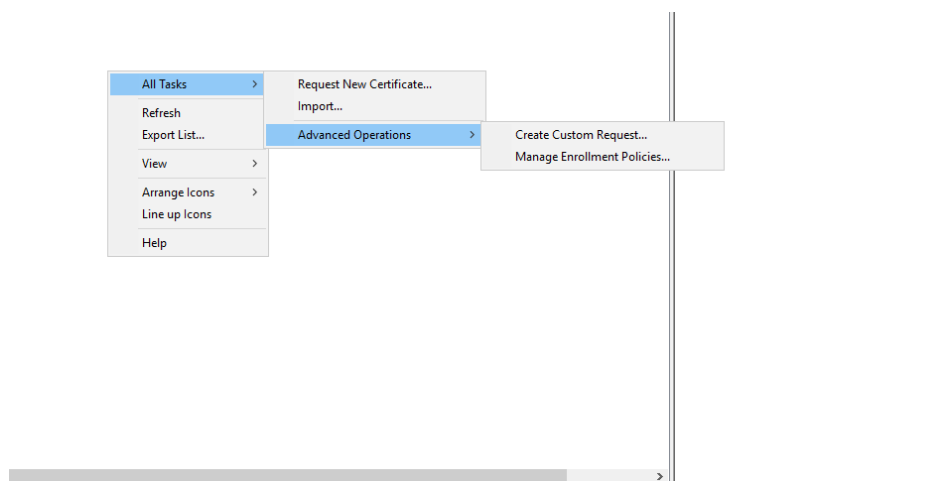 All Tasks
Refresh
Export List...
View
Arrange Icons
Line up Icons
Help
Request New Certificate...
Import...
Advanced Operations
Create Custom Request...
Manage Enrollment Policies...